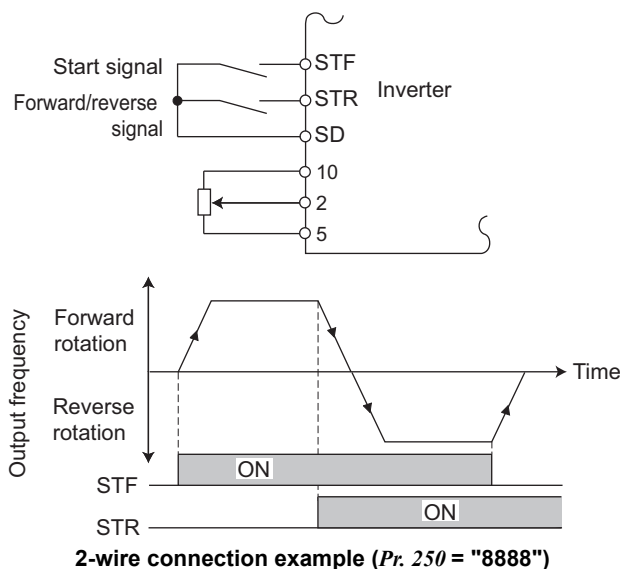 Start signal
STF
Inverter
Forward/reverse
signal
STR
SD
10
2
5
Output frequency
Forward
rotation
Time
Reverse
rotation
ON
STF
ON
STR
2-wire connection example (Pr. 250 = "8888")